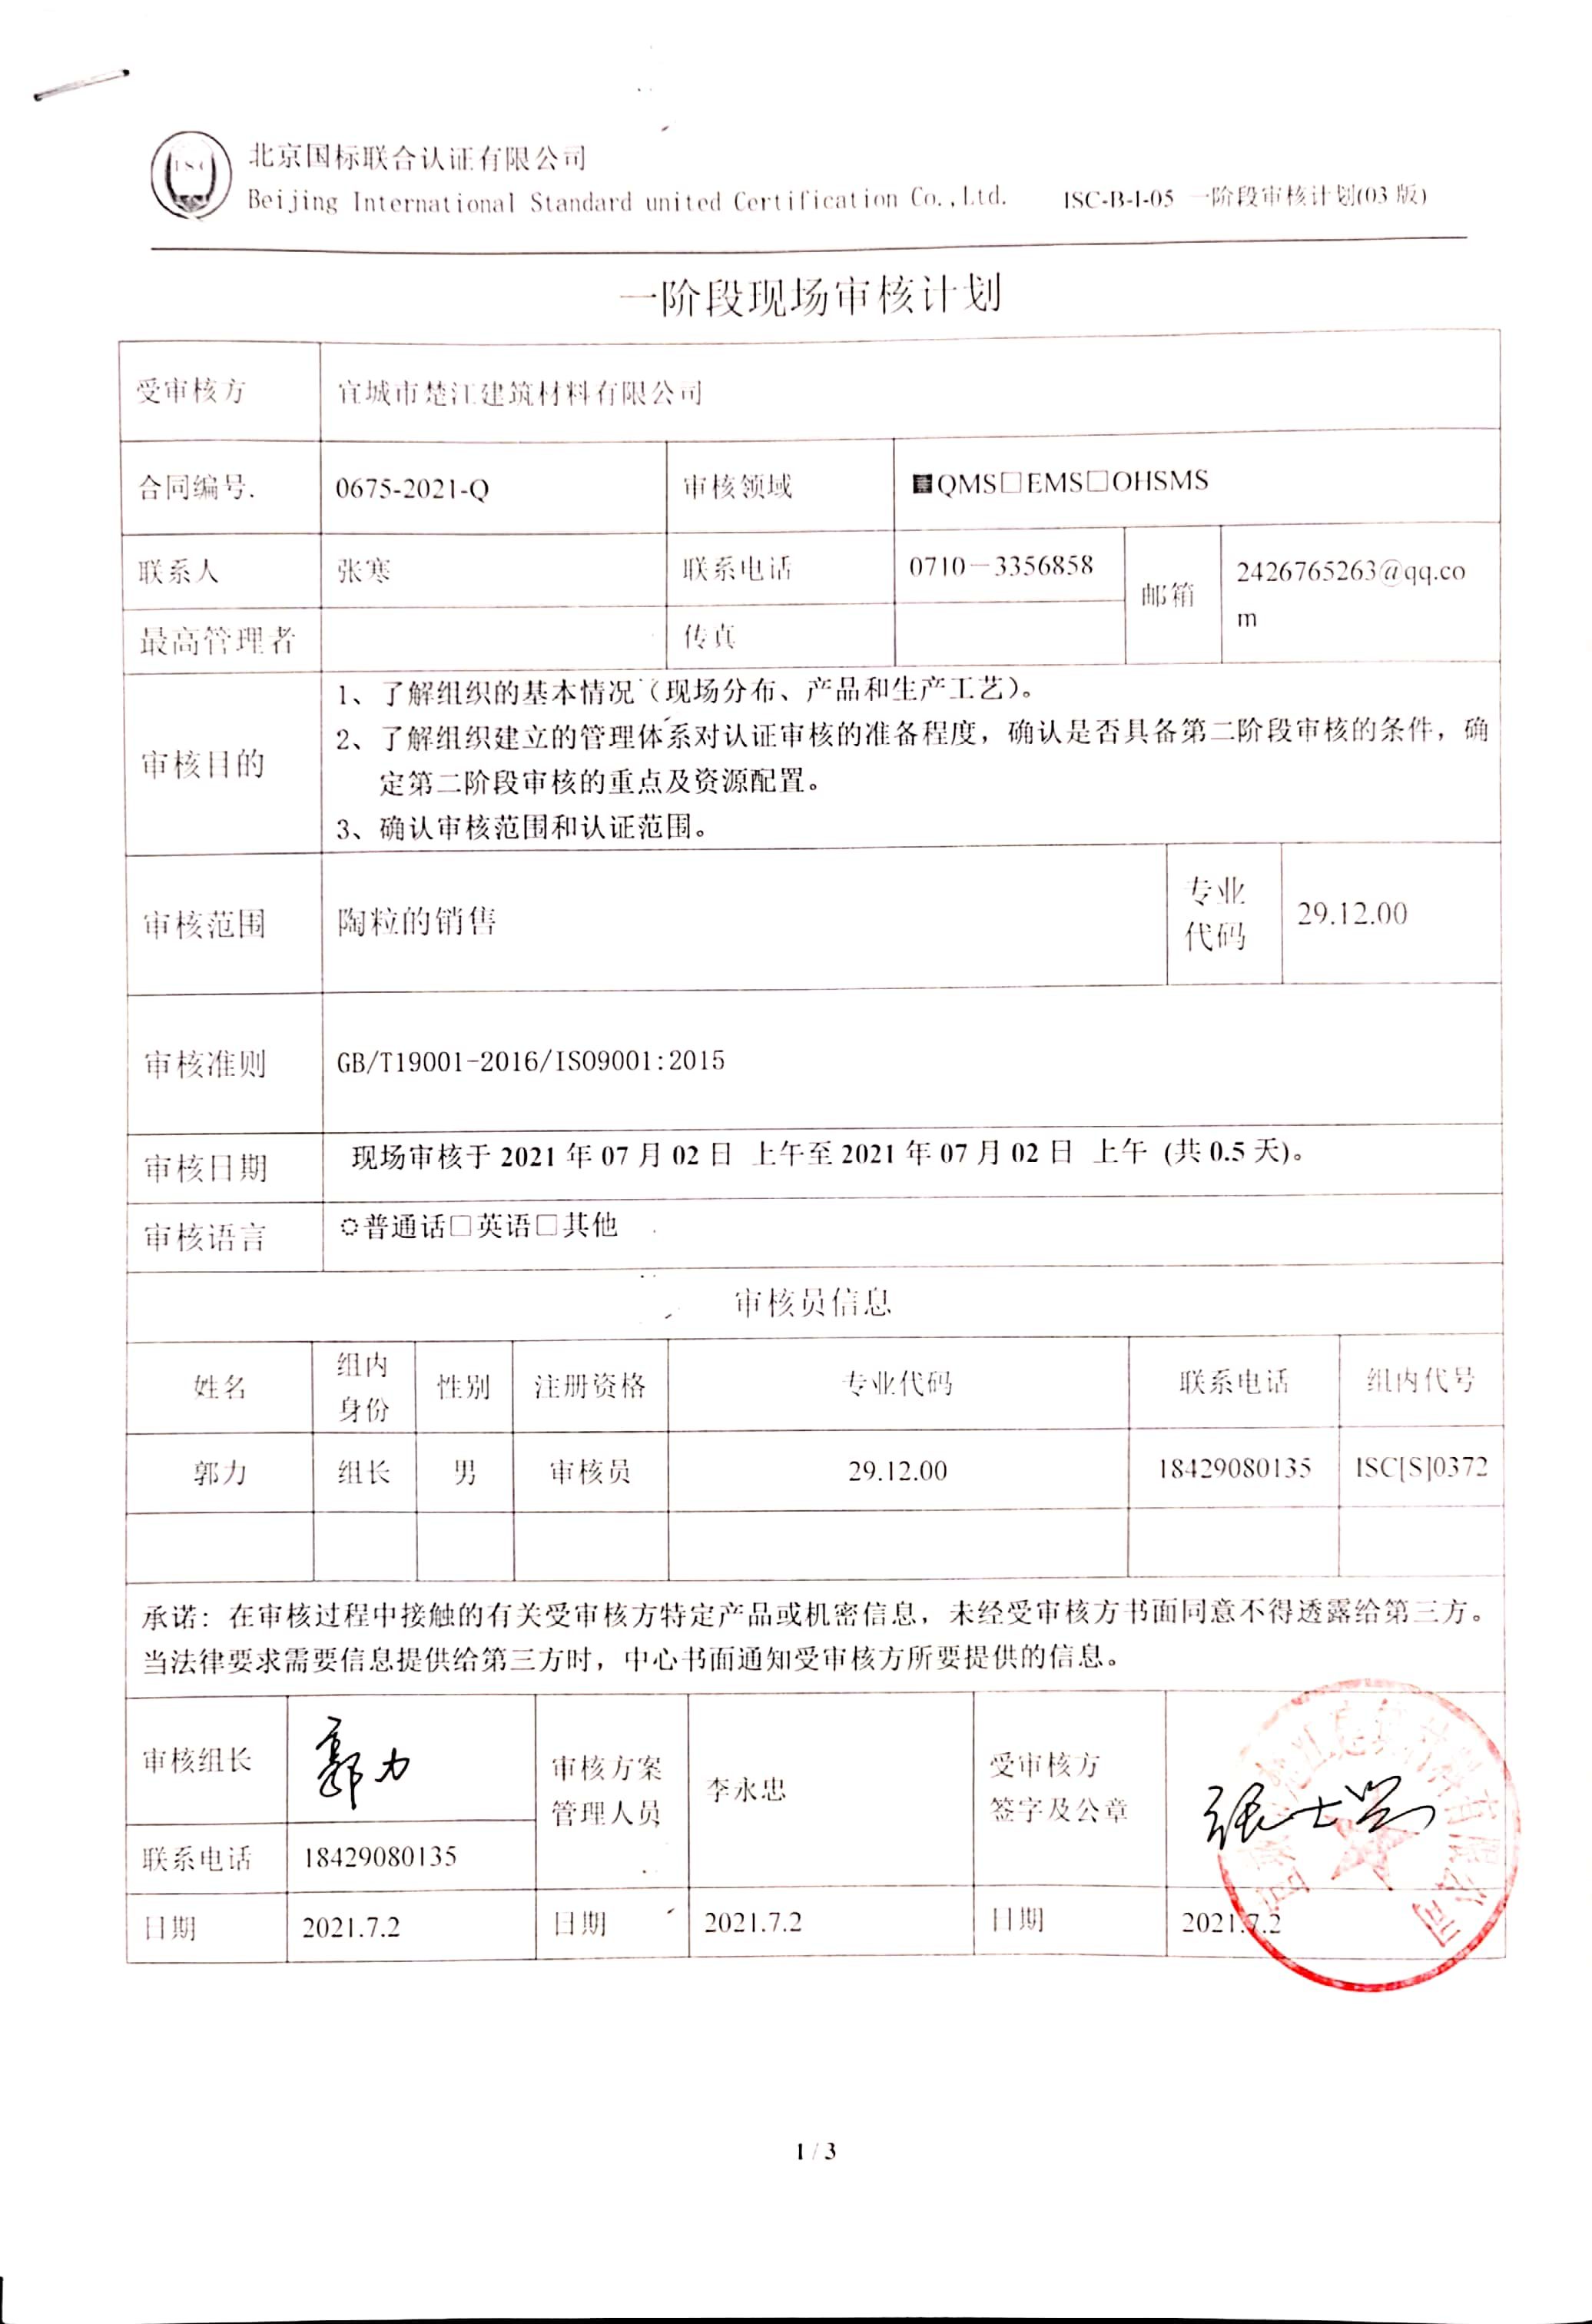 ISC
北京国标联合认证有限公司
Beijing International Standard united Certification Co.,Ltd. ISC-B-I-05 一阶段审核计划(03版)
一阶段现场审核计划
受审核方 宜城市楚江建筑材料有限公司
合同编号. 0675-2021-Q 审核领域 ■QMS□EMS□OHSMS
联系人 张寒 联系电话 0710－3356858 邮箱 2426765263@qq.co
m
最高管理者 传真
审核目的
1、了解组织的基本情况（现场分布、产品和生产工艺）。
2、了解组织建立的管理体系对认证审核的准备程度，确认是否具备第二阶段审核的条件，确
定第二阶段审核的重点及资源配置。
3、确认审核范围和认证范围。
审核范围 陶粒的销售 专业
代码 29.12.00
审核准则 GB/T19001-2016/ISO9001:2015
审核日期 现场审核于 2021 年 07 月 02 日 上午至 2021 年 07 月 02 日 上午 (共 0.5 天)。
审核语言 普通话□英语□其他
审核员信息
姓名 组内
身份 性别 注册资格 专业代码 联系电话 组内代号
郭力 组长 男 审核员 29.12.00 18429080135 ISC[S]0372
承诺：在审核过程中接触的有关受审核方特定产品或机密信息，未经受审核方书面同意不得透露给第三方。
当法律要求需要信息提供给第三方时，中心书面通知受审核方所要提供的信息。
审核组长 郭力 审核方案
管理人员 李永忠 受审核方
签字及公章
联系电话 18429080135
日期 2021.7.2 日期 2021.7.2 日期 2021.7.2
1 / 3